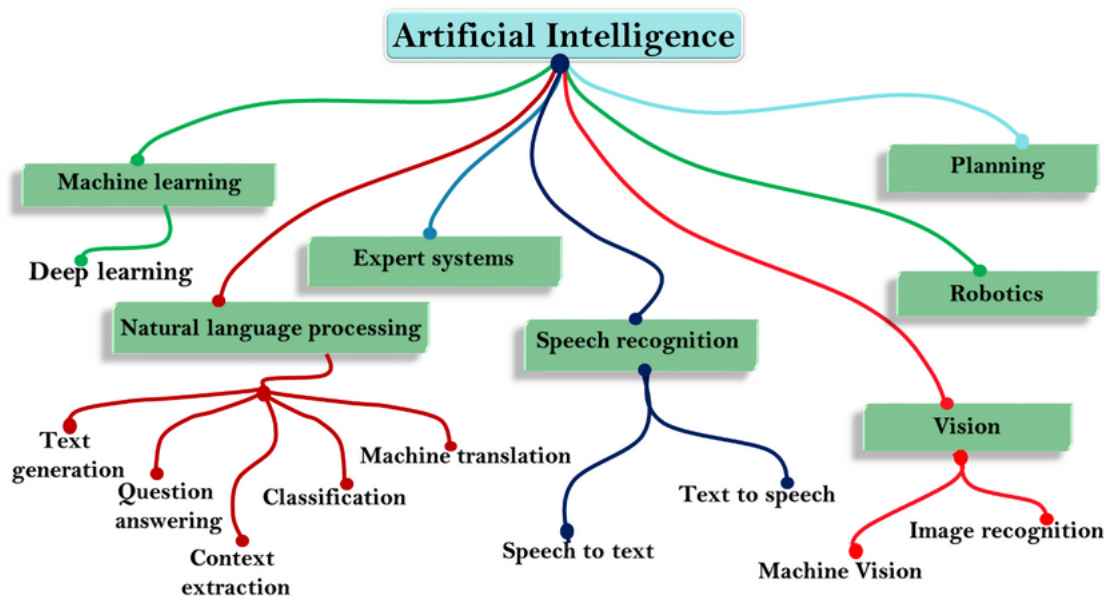 Artificial Intelligence
Machine learning
Deep learning
Natural language processing
Text
generation
Question
answering
Context
extraction
Classification
Machine translation
Expert systems
Speech recognition
Speech to text
Text to speech
Vision
Machine Vision
Image recognition
Robotics
Planning